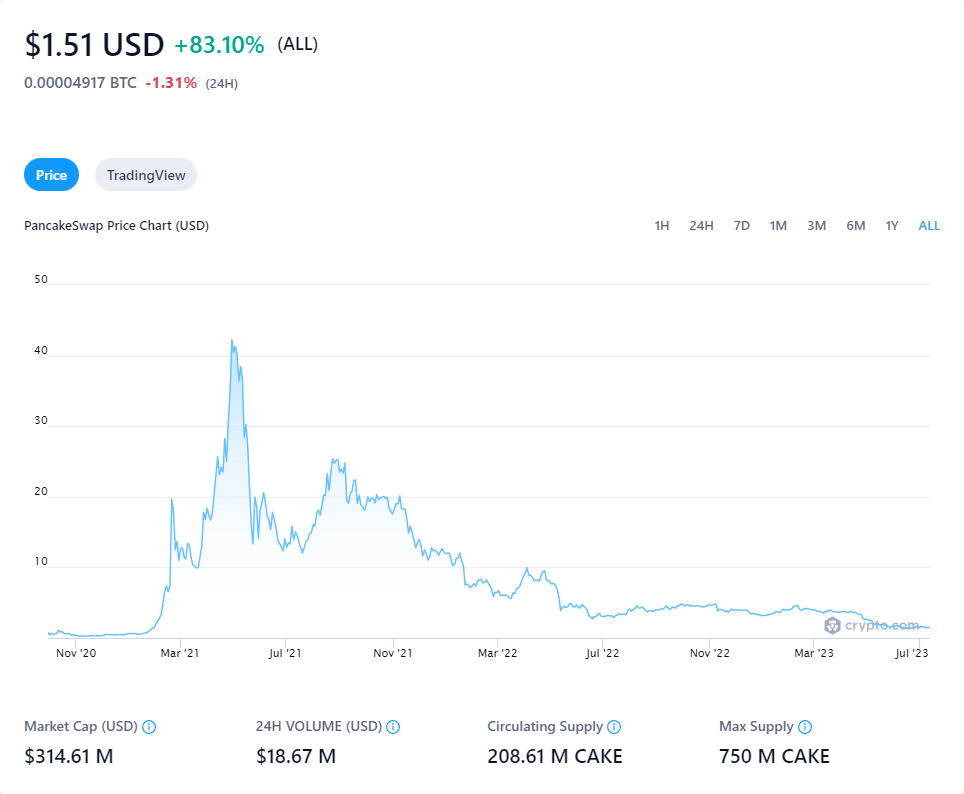 $1.51 USD +83.10% (ALL)
0.00004917 BTC -1.31% (24H)
Price TradingView
PancakeSwap Price Chart (USD) 1H 24H 7D 1M 3M 6M 1Y ALL
50
40
30
20
10
crypto.com
Nov '20 Mar '21 Jul '21 Nov '21 Mar '22 Jul '22 Nov '22 Mar '23 Jul '23
Market Cap (USD) 24H VOLUME (USD) Circulating Supply Max Supply
$314.61 M $18.67 M 208.61 M CAKE 750 M CAKE